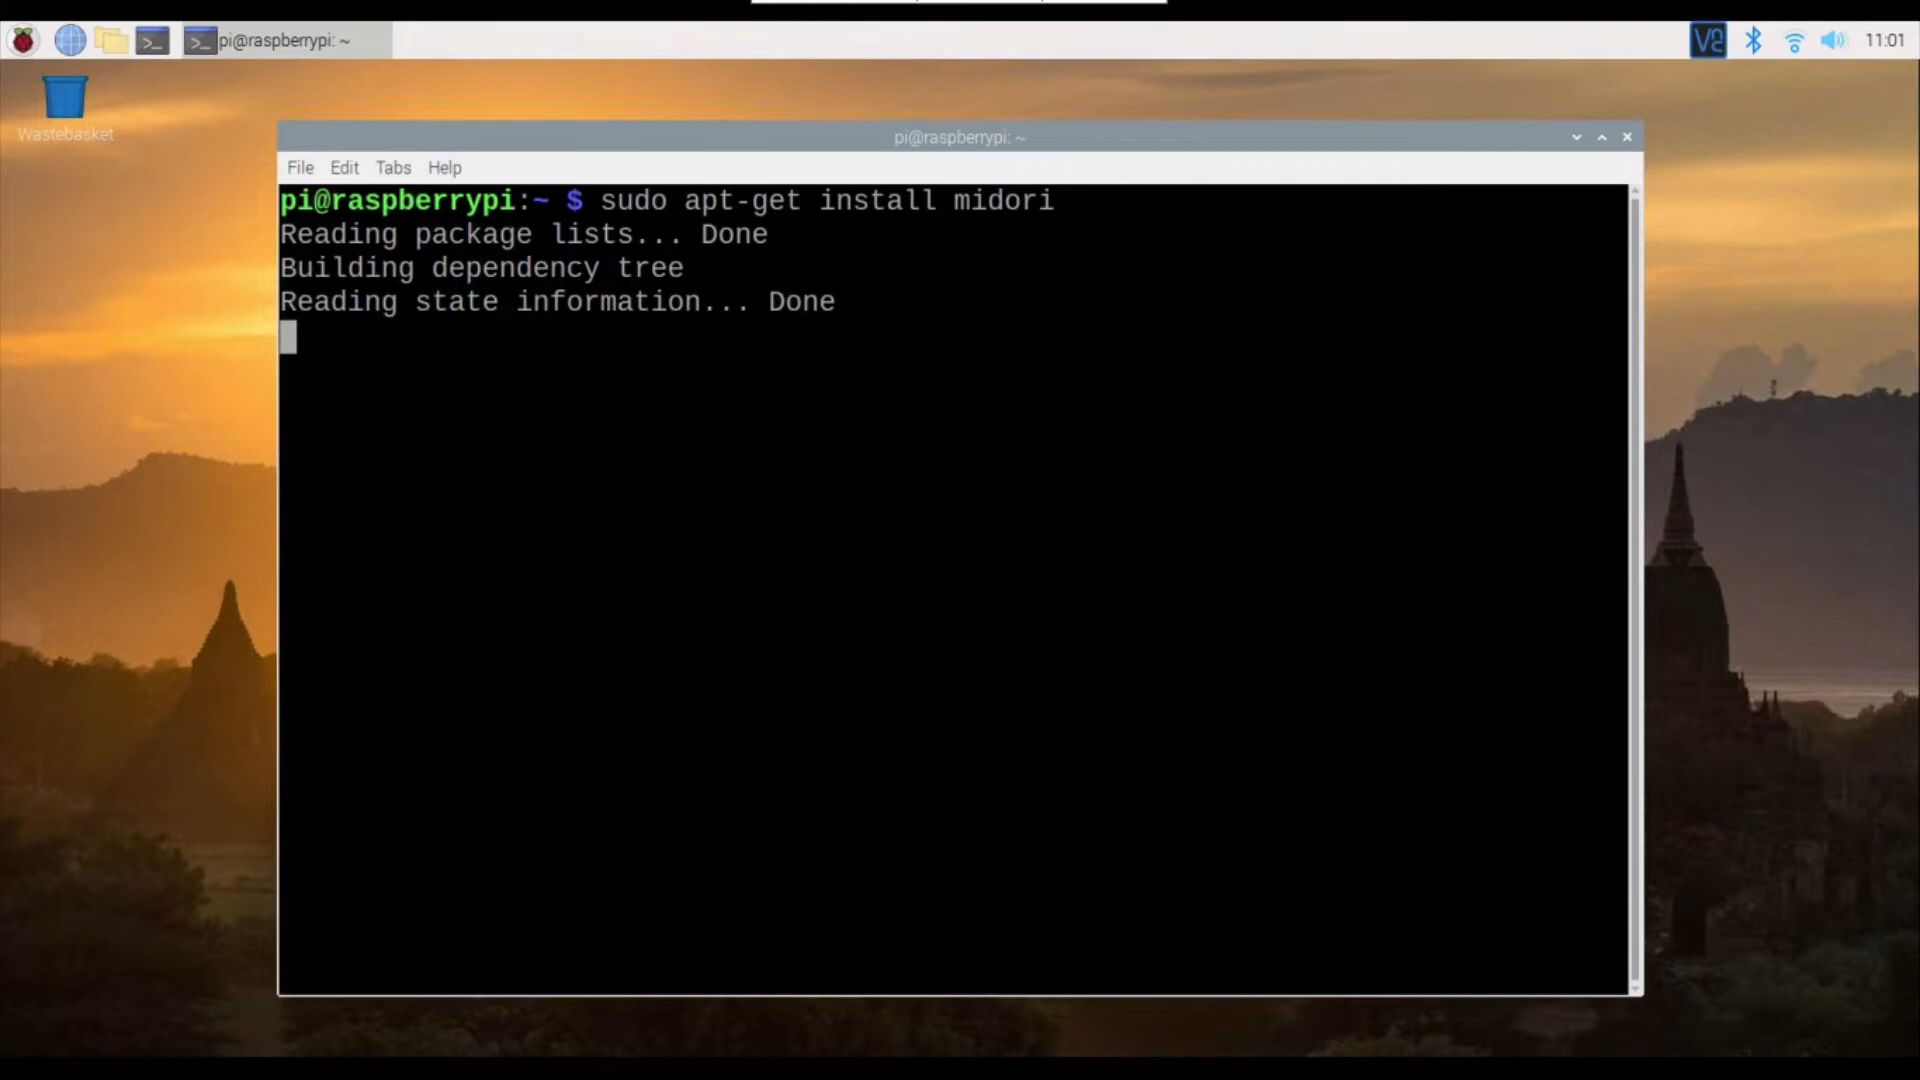 pi@raspberrypi: ~
11:01
Wastebasket
pi@raspberrypi: ~
File Edit Tabs Help
pi@raspberrypi:~ $ sudo apt-get install midori
Reading package lists... Done
Building dependency tree
Reading state information... Done